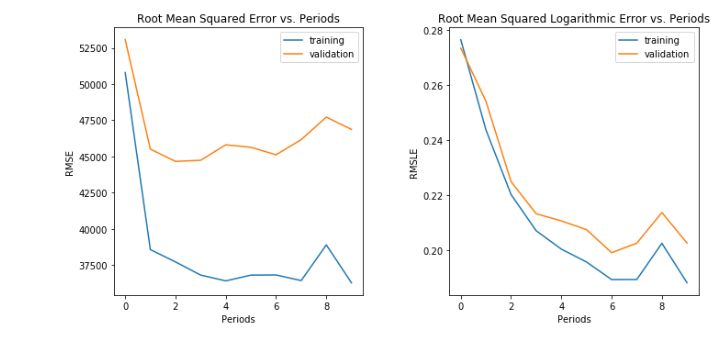 Root Mean Squared Error vs. Periods
training
validation
52500
50000
47500
45000
42500
40000
37500
RMSE
0
2
4
6
8
Periods
Root Mean Squared Logarithmic Error vs. Periods
training
validation
0.28
0.26
0.24
0.22
0.20
RMSLE
0
2
4
6
8
Periods